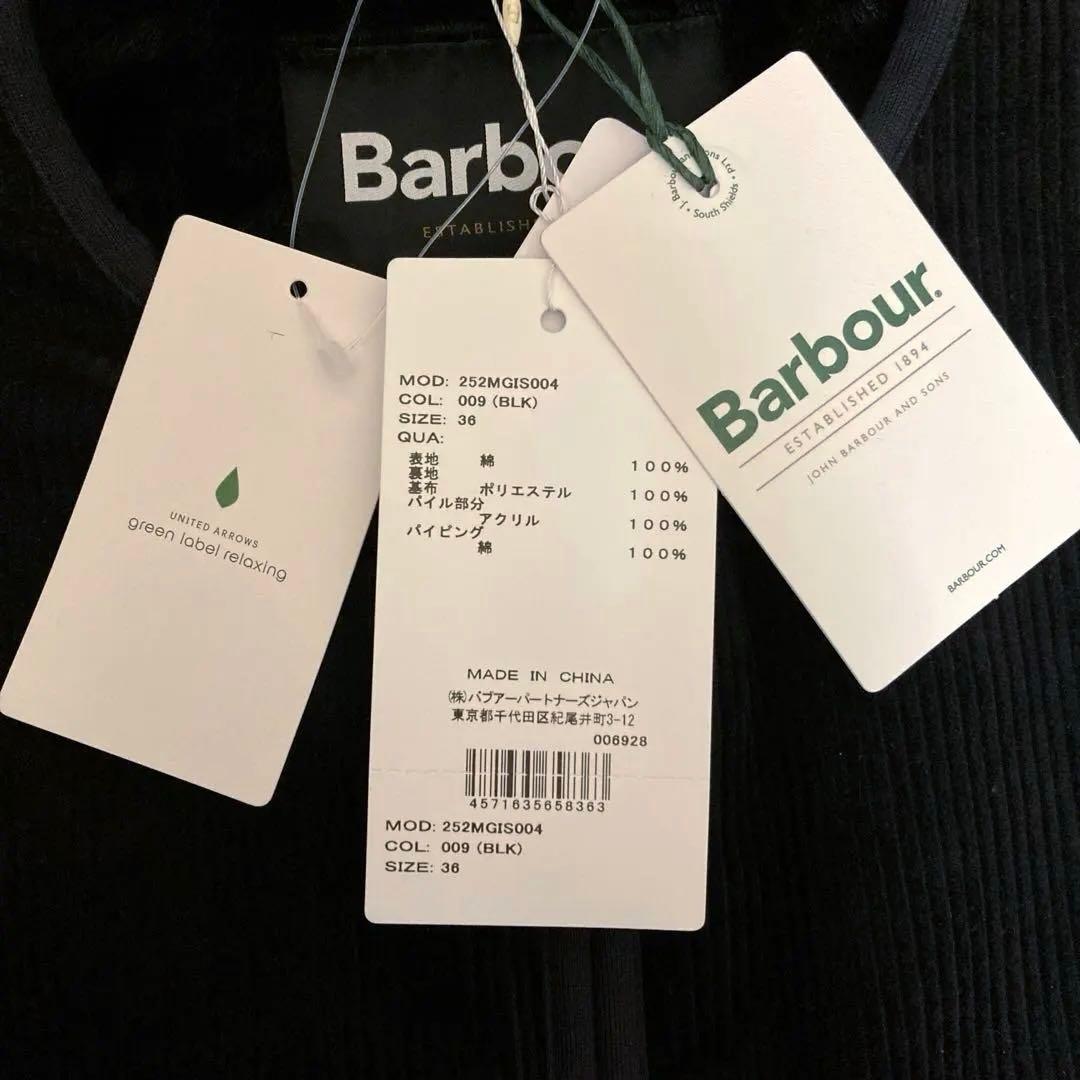 Barbo
ESTABLISH
UNITED ARROWS
green label relaxing
MOD: 252MGIS004
COL: 009 (BLK)
SIZE: 36
QUA:
表地 綿 100%
裏地
基布 ポリエステル 100%
パイル部分
アクリル 100%
パイピング
綿 100%
MADE IN CHINA
(株)バブアーパートナーズジャパン
東京都千代田区紀尾井町3-12
006928
4571635658363
MOD: 252MGIS004
COL: 009 (BLK)
SIZE: 36
J. Barbour and Sons Ltd • South Shields •
Barbour®
ESTABLISHED 1894
JOHN BARBOUR AND SONS
BARBOUR.COM